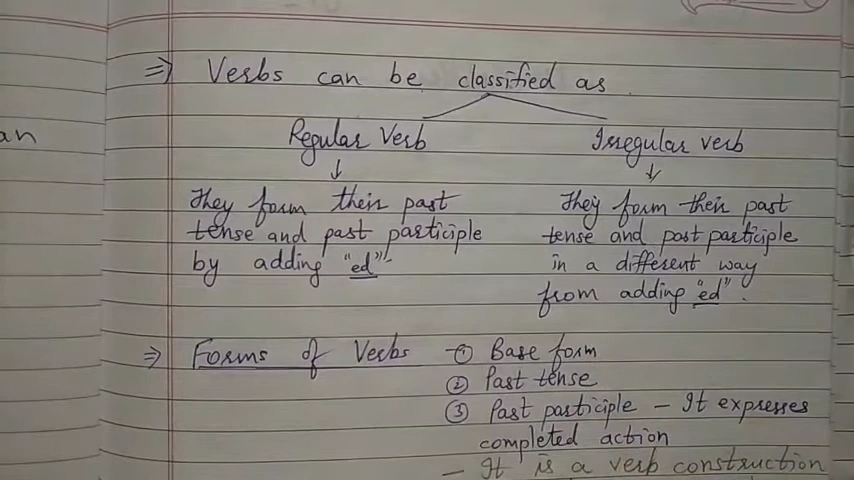 an
⇒ Verbs can be classified as
Regular Verb
↓
They form their past
tense and past participle
by adding "ed"
Irregular verb
↓
They form their past
tense and past participle
in a different way
from adding "ed".
⇒ Forms of Verbs
① Base form
② Past tense
③ Past participle - It expresses
completed action
- It is a verb construction